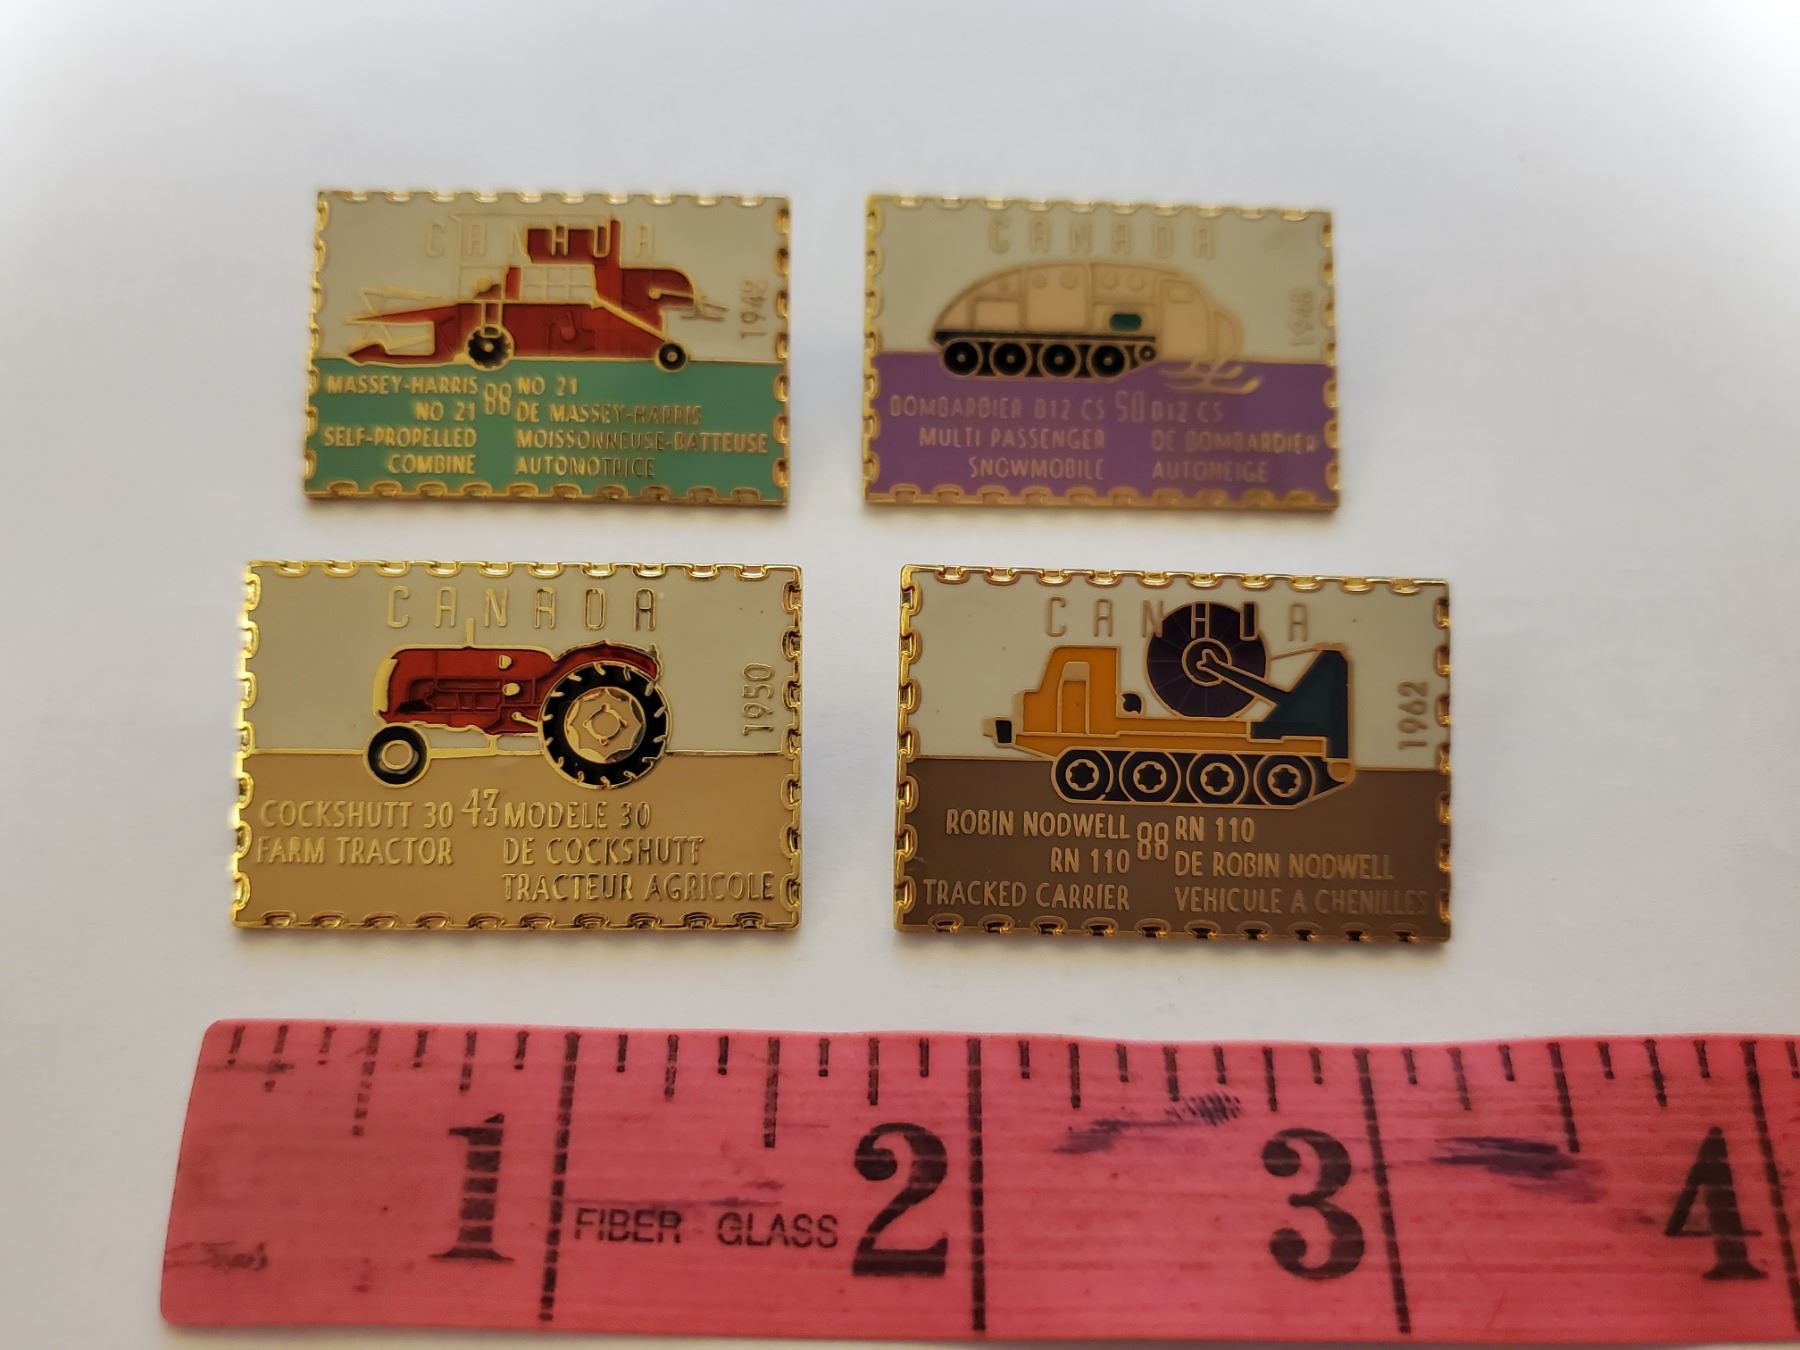 CANADA
1942
MASSEY-HARRIS 88 NO 21
NO 21 DE MASSEY-HARRIS
SELF-PROPELLED MOISSONNEUSE-BATTEUSE
COMBINE AUTOMOTRICE
CANADA
BOMBARDIER B12 CS 50 B12 CS
MULTI PASSENGER DE BOMBARDIER
SNOWMOBILE AUTONEIGE
CANADA
1950
COCKSHUTT 30 43 MODELE 30
FARM TRACTOR DE COCKSHUTT
TRACTEUR AGRICOLE
CANADA
1962
ROBIN NODWELL 88 RN 110
RN 110 DE ROBIN NODWELL
TRACKED CARRIER VEHICULE A CHENILLES
1 2 3 4
FIBER GLASS